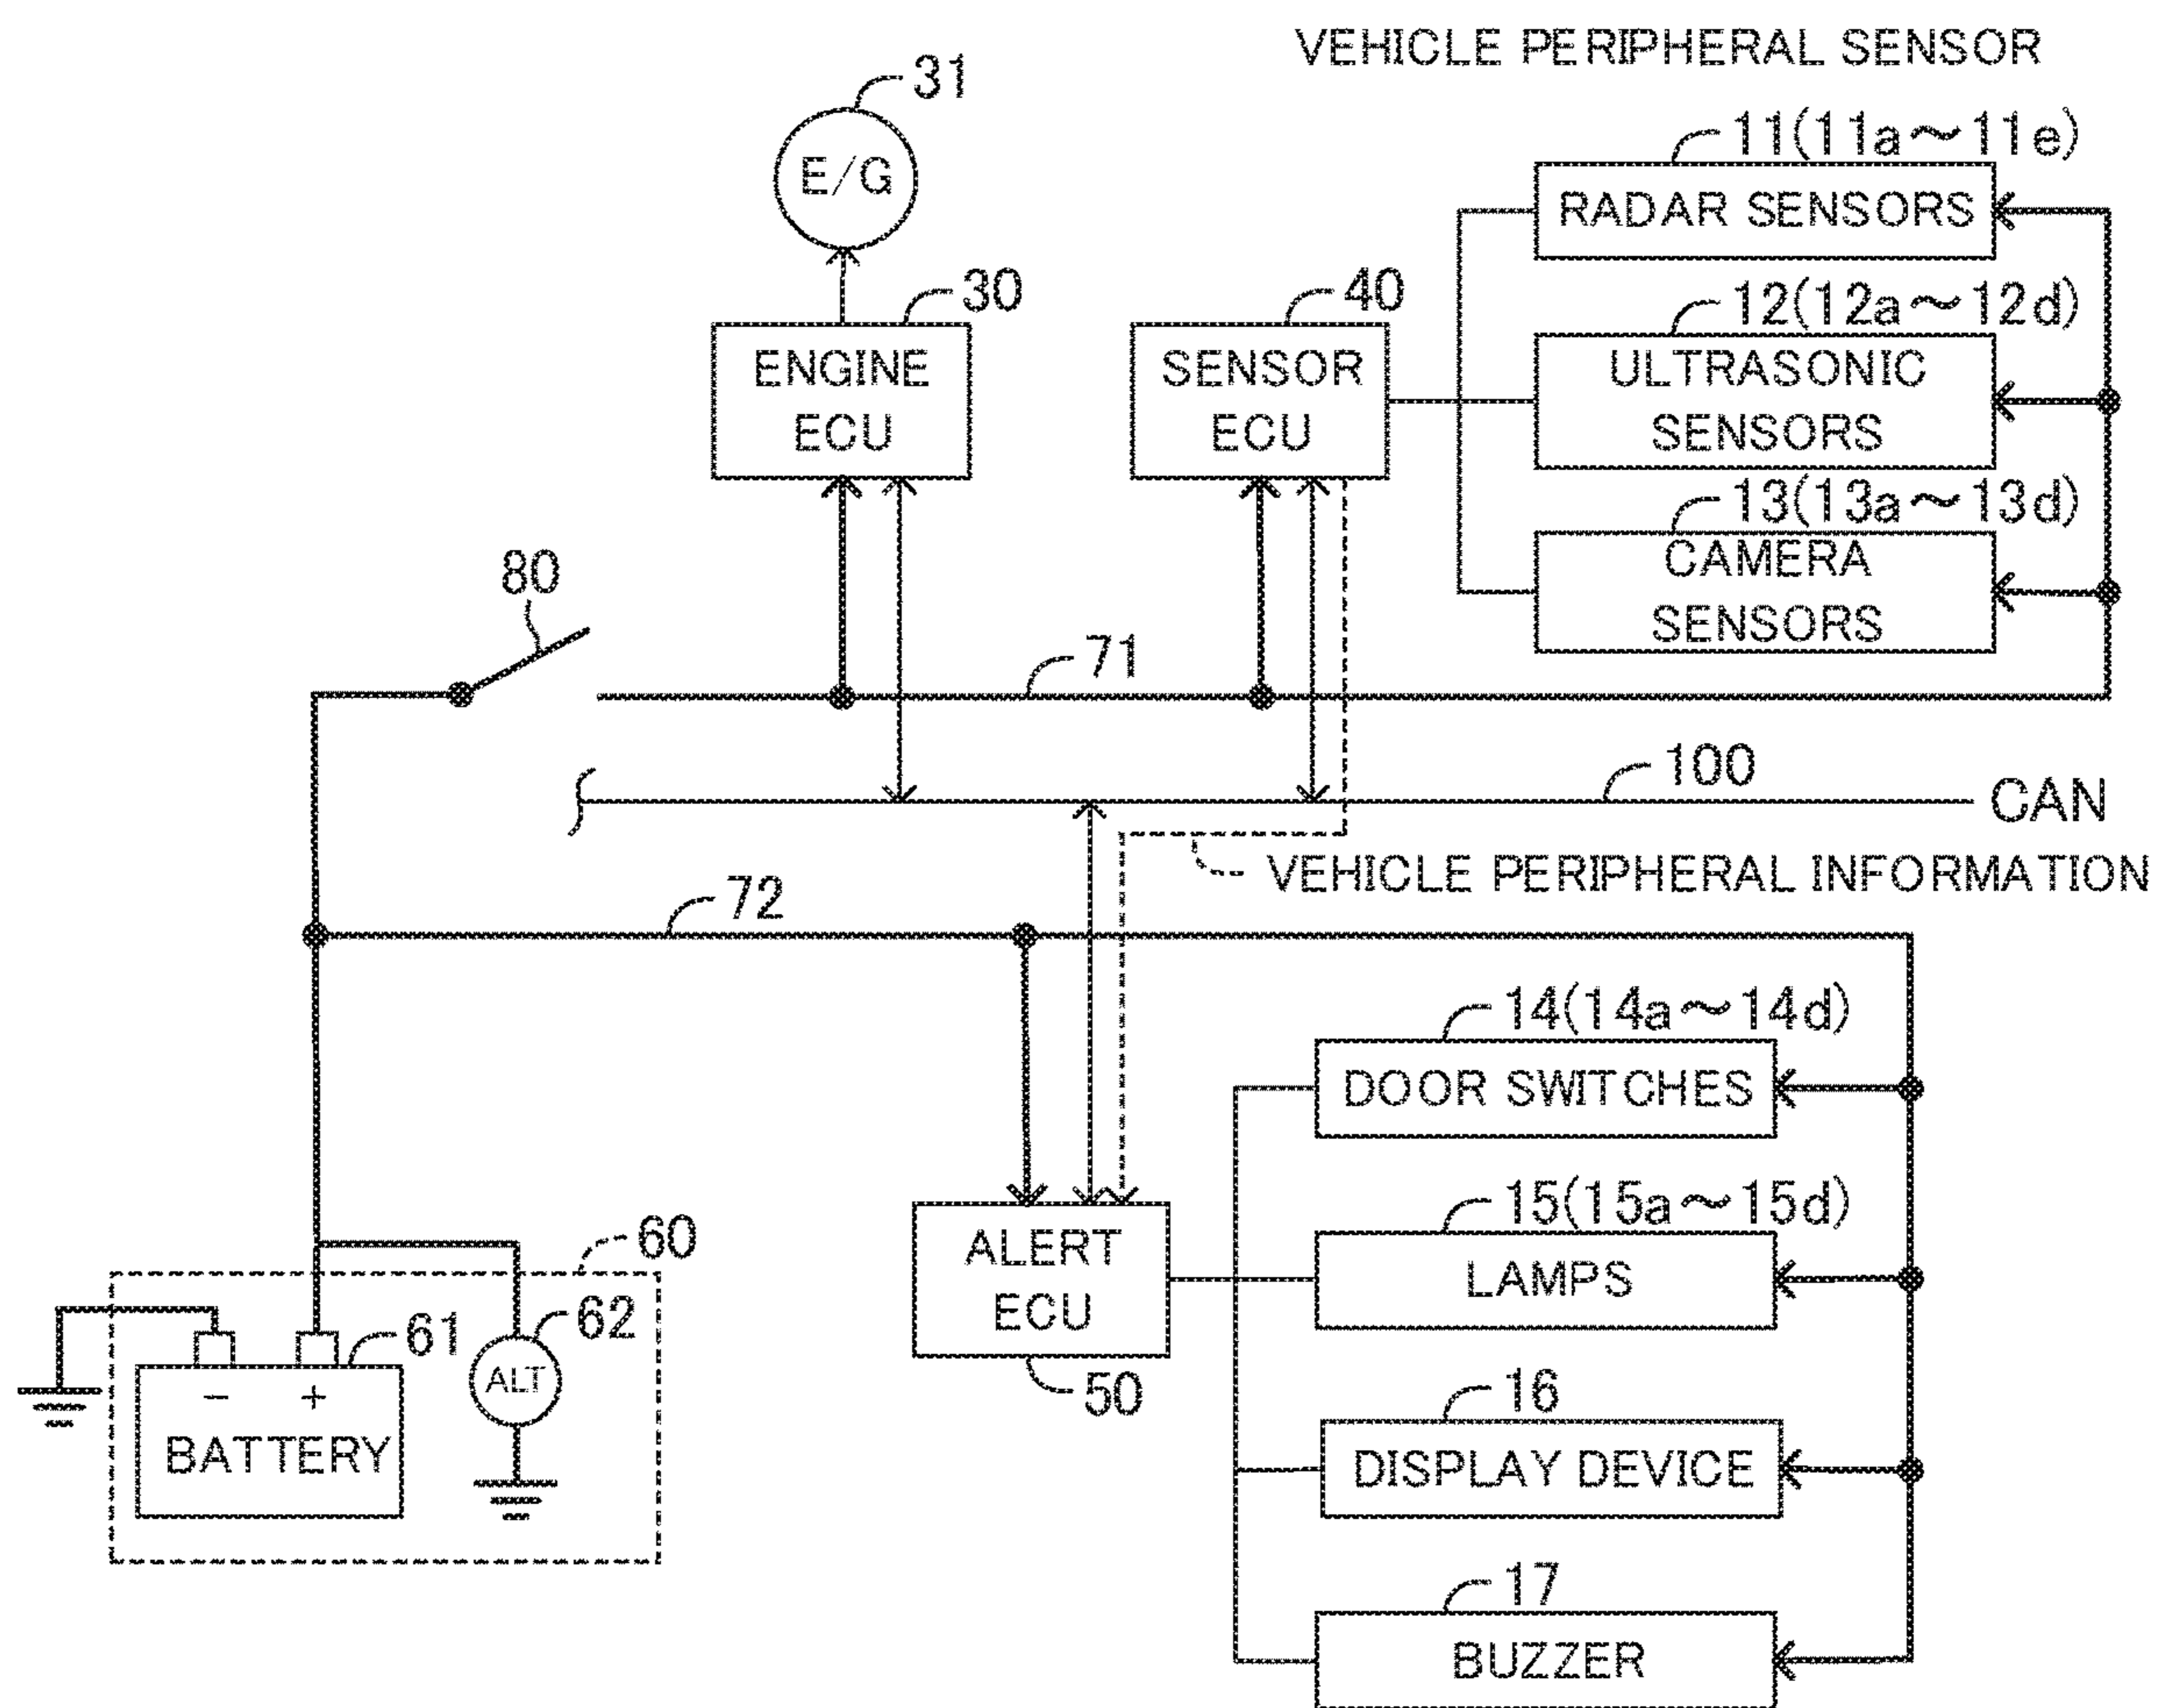 VEHICLE PERIPHERAL SENSOR
31
E/G
11(11a～11e)
RADAR SENSORS
30
ENGINE
ECU
40
SENSOR
ECU
12(12a～12d)
ULTRASONIC
SENSORS
13(13a～13d)
CAMERA
SENSORS
80
71
100
CAN
VEHICLE PERIPHERAL INFORMATION
72
14(14a～14d)
DOOR SWITCHES
15(15a～15d)
LAMPS
ALERT
ECU
50
60
61
62
ALT
− +
BATTERY
16
DISPLAY DEVICE
17
BUZZER